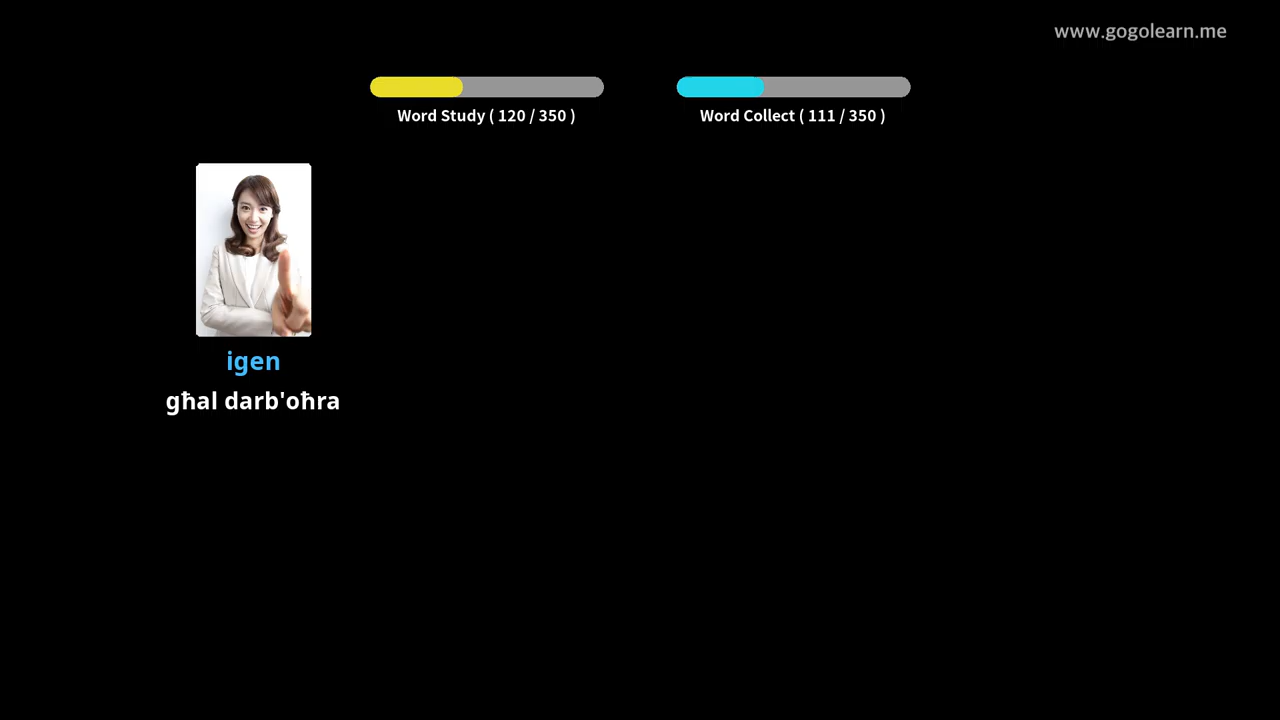 www.gogolearn.me
Word Study ( 120 / 350 )
Word Collect ( 111 / 350 )
igen
għal darb'oħra